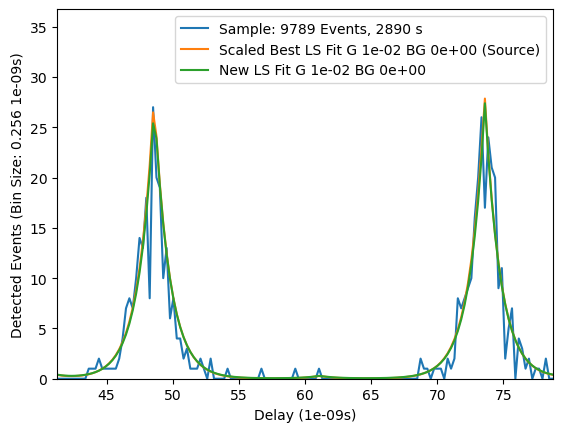 Sample: 9789 Events, 2890 s
Scaled Best LS Fit G 1e-02 BG 0e+00 (Source)
New LS Fit G 1e-02 BG 0e+00
Detected Events (Bin Size: 0.256 1e-09s)
35
30
25
20
15
10
5
0
45 50 55 60 65 70 75
Delay (1e-09s)